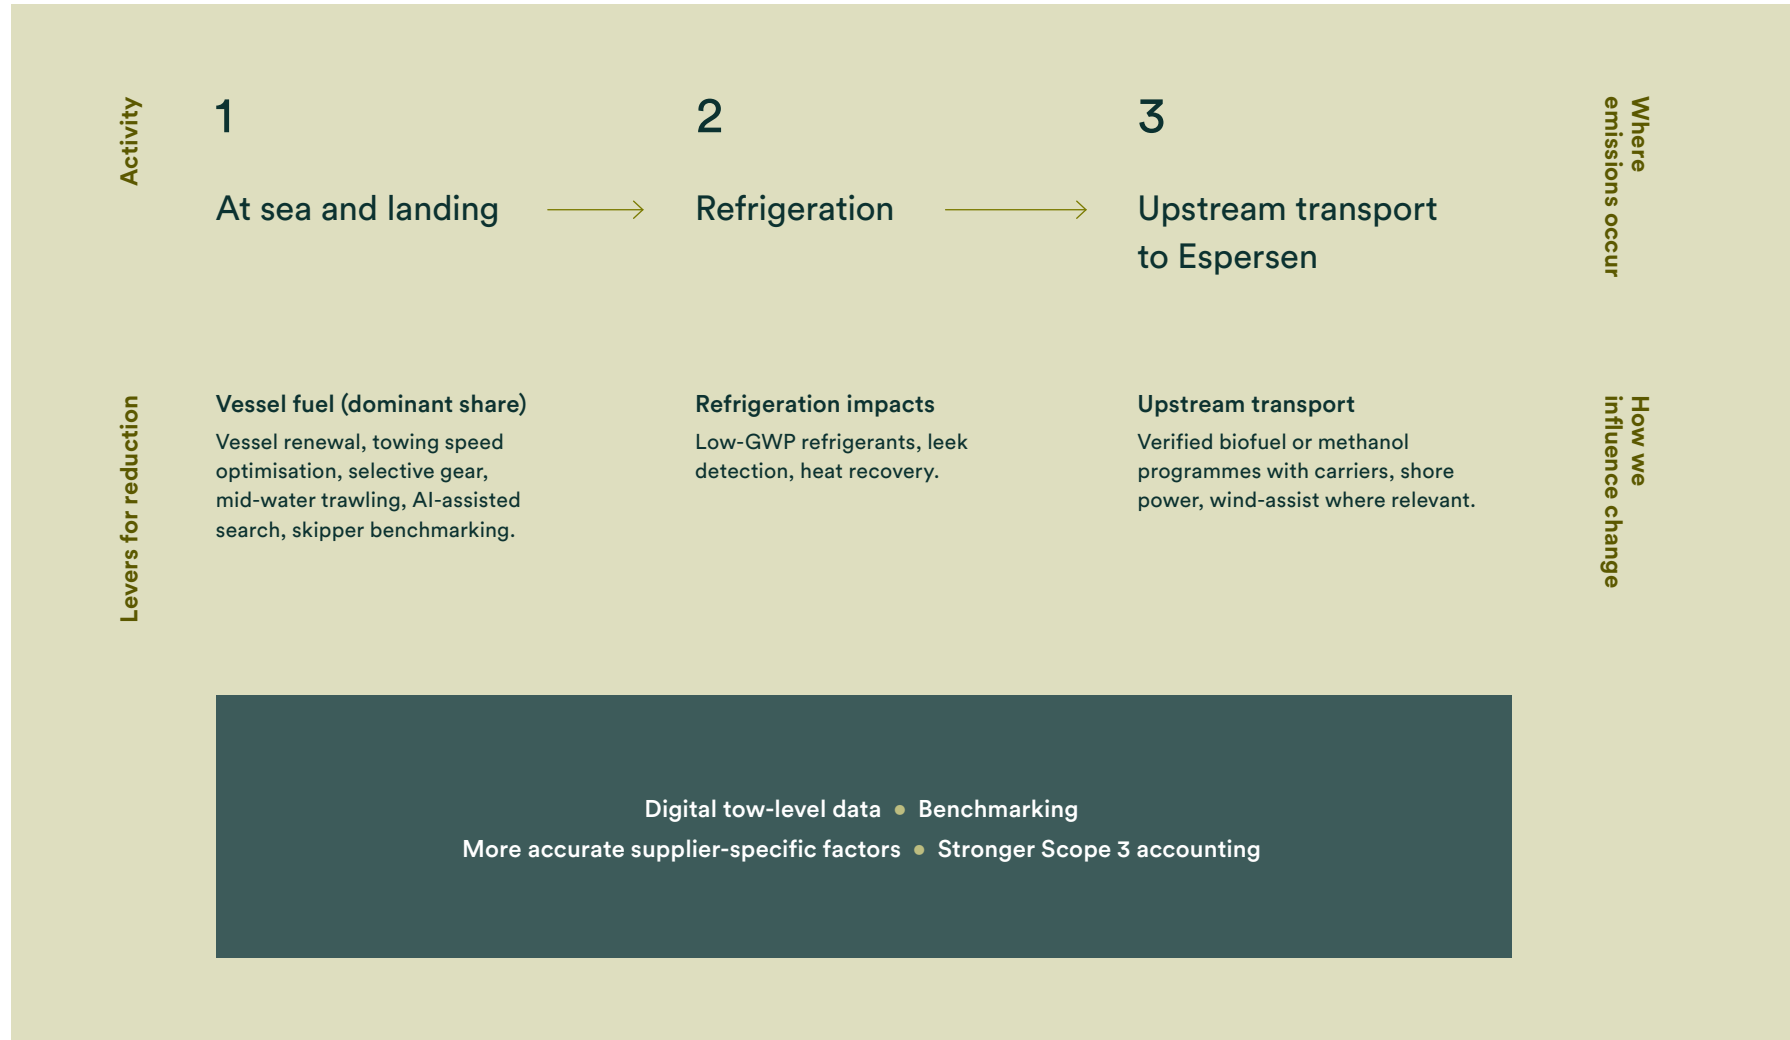 Activity
1
2
3
Where
emissions occur
At sea and landing
Refrigeration
Upstream transport
to Espersen
Levers for reduction
Vessel fuel (dominant share)
Vessel renewal, towing speed
optimisation, selective gear,
mid-water trawling, AI-assisted
search, skipper benchmarking.
Refrigeration impacts
Low-GWP refrigerants, leek
detection, heat recovery.
Upstream transport
Verified biofuel or methanol
programmes with carriers, shore
power, wind-assist where relevant.
How we
influence change
Digital tow-level data • Benchmarking
More accurate supplier-specific factors • Stronger Scope 3 accounting